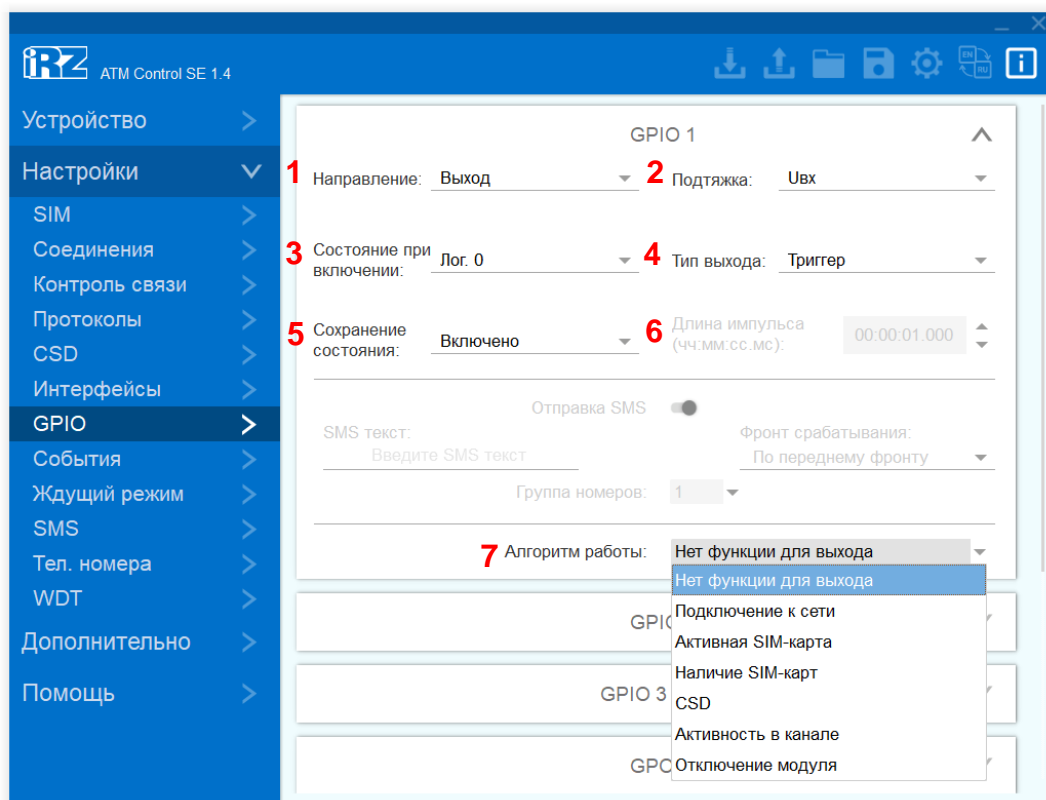 iRZ ATM Control SE 1.4
EN
RU
Устройство
Настройки
SIM
Соединения
Контроль связи
Протоколы
CSD
Интерфейсы
GPIO
События
Ждущий режим
SMS
Тел. номера
WDT
Дополнительно
Помощь
GPIO 1
1 Направление: Выход
2 Подтяжка: Uвх
3 Состояние при включении: Лог. 0
4 Тип выхода: Триггер
5 Сохранение состояния: Включено
6 Длина импульса (чч:мм:сс.мс): 00:00:01.000
Отправка SMS
SMS текст:
Введите SMS текст
Фронт срабатывания:
По переднему фронту
Группа номеров: 1
7 Алгоритм работы: Нет функции для выхода
Нет функции для выхода
Подключение к сети
Активная SIM-карта
Наличие SIM-карт
CSD
Активность в канале
Отключение модуля
GPIO 3